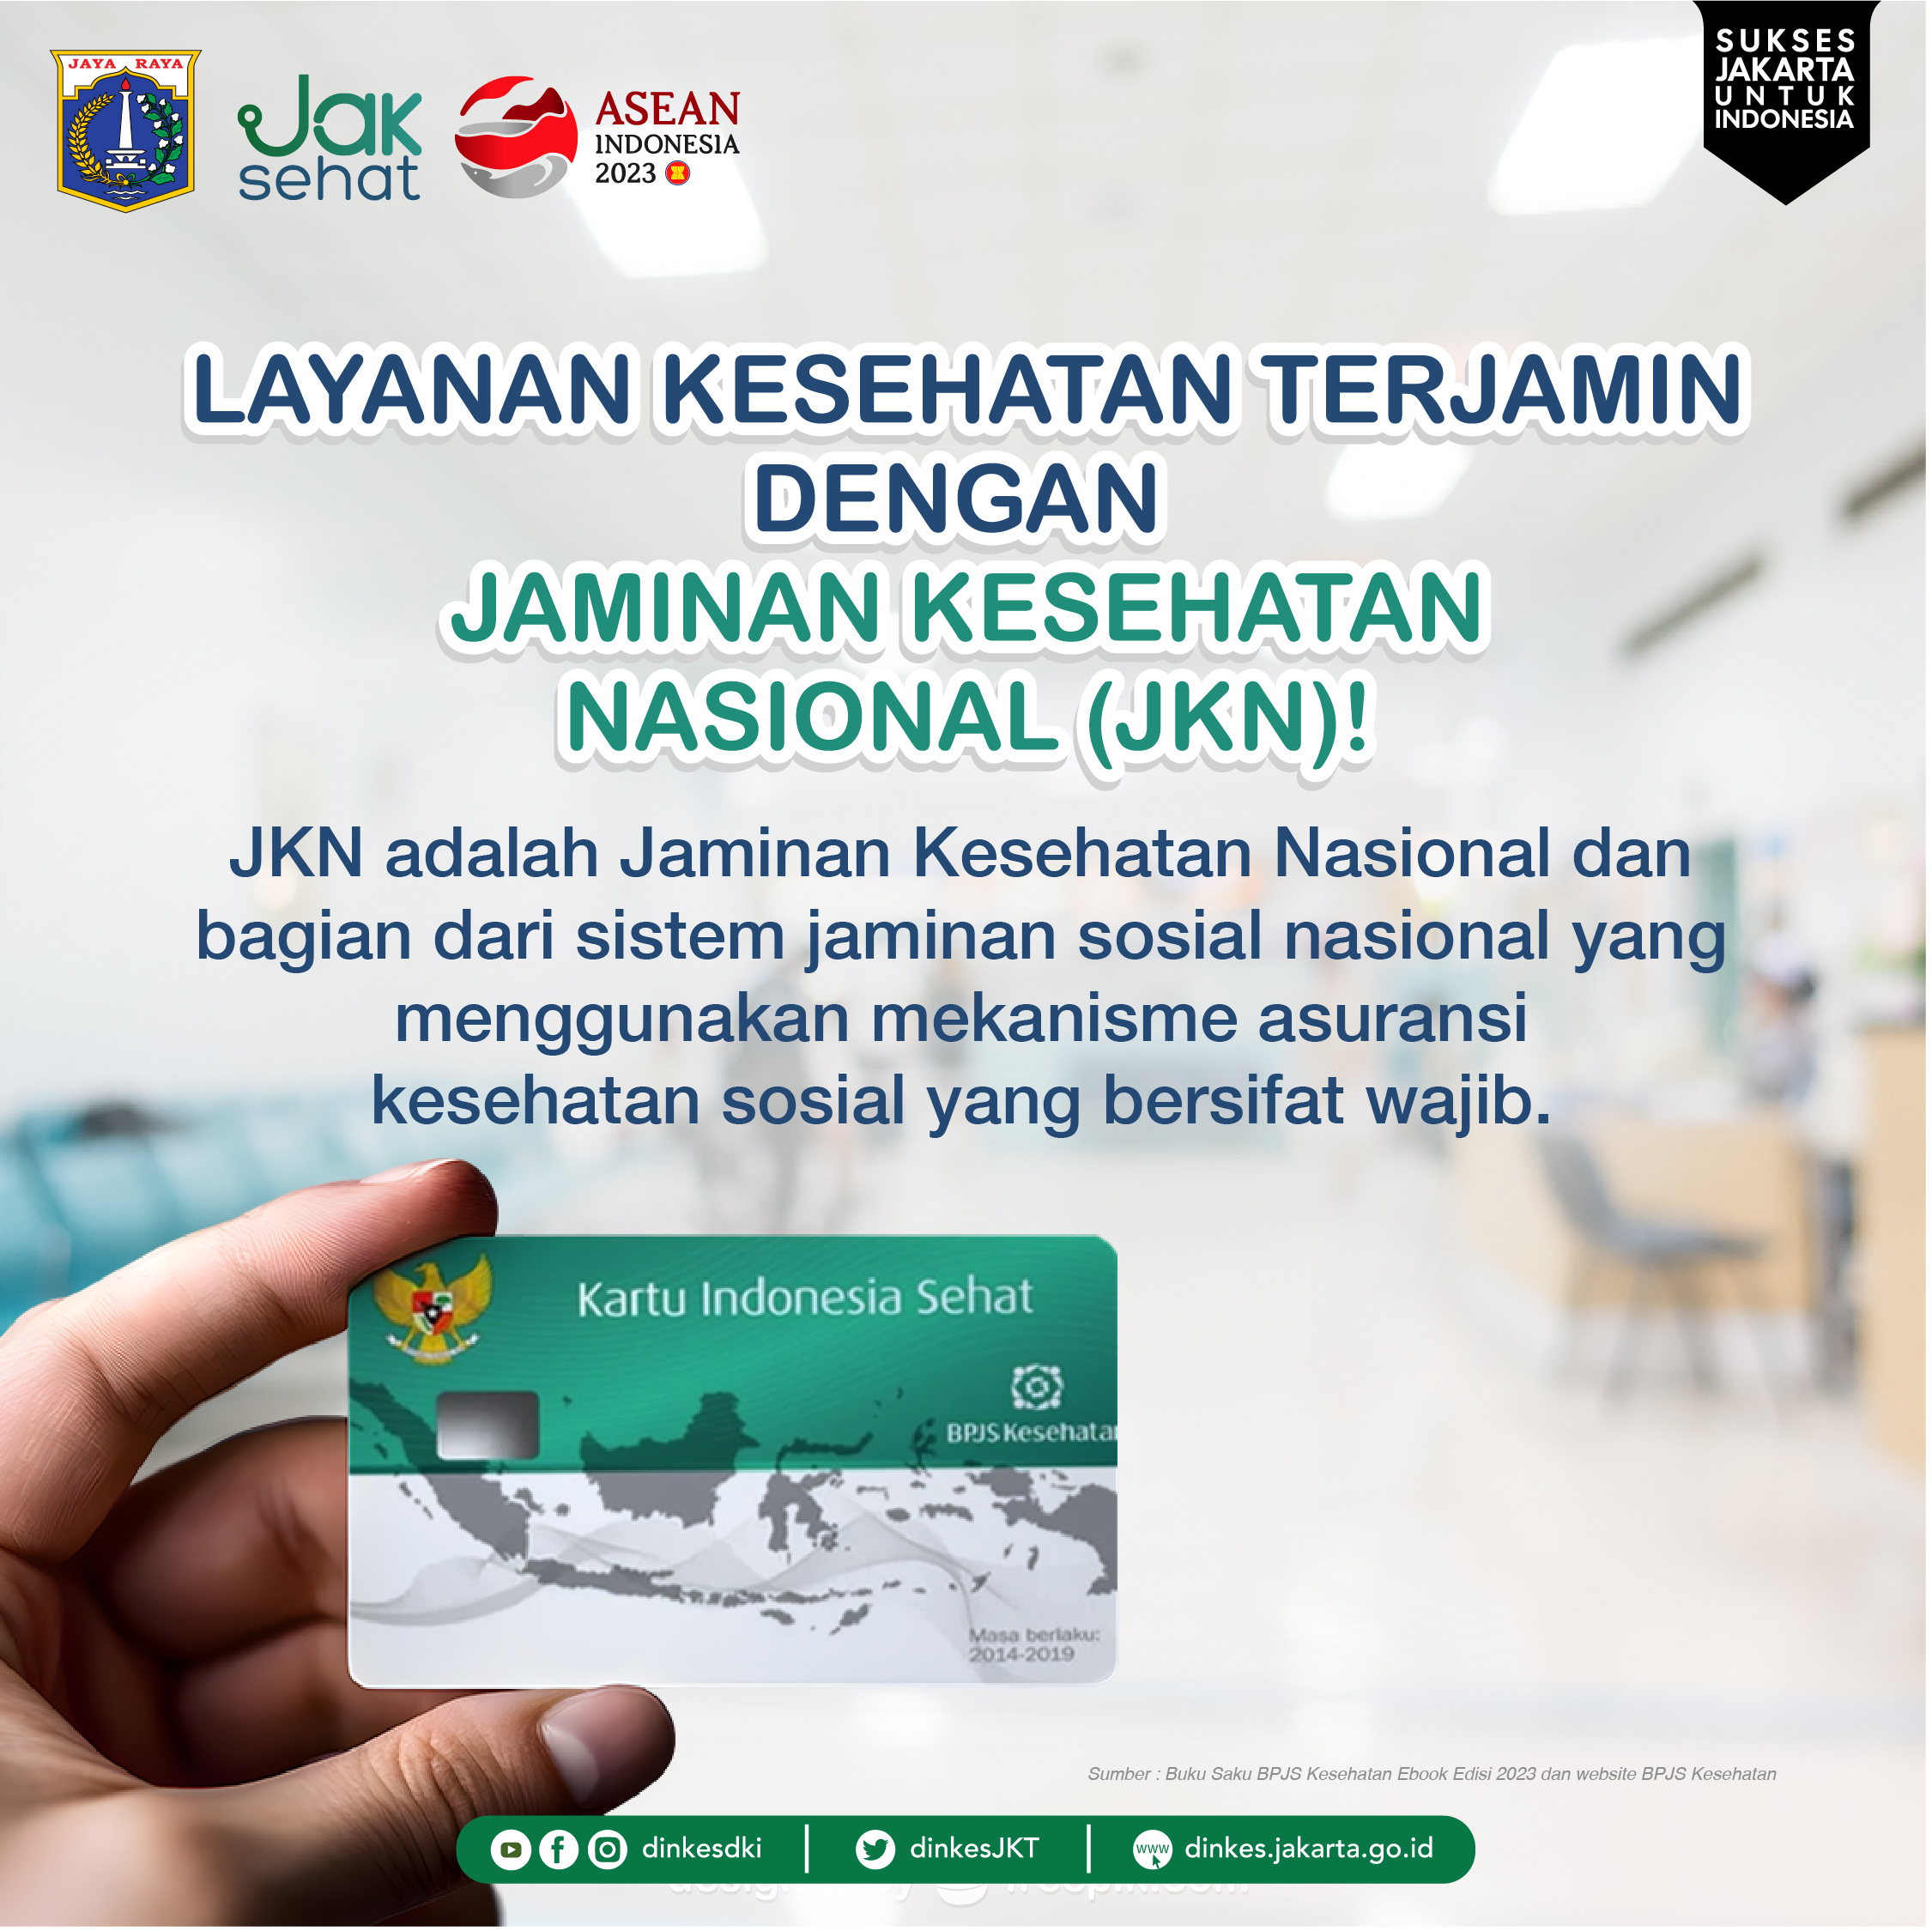 JAYA RAYA
Jak
sehat
ASEAN
INDONESIA
2023
SUKSES
JAKARTA
UNTUK
INDONESIA
LAYANAN KESEHATAN TERJAMIN
DENGAN
JAMINAN KESEHATAN
NASIONAL (JKN)!
JKN adalah Jaminan Kesehatan Nasional dan
bagian dari sistem jaminan sosial nasional yang
menggunakan mekanisme asuransi
kesehatan sosial yang bersifat wajib.
Kartu Indonesia Sehat
BPJS Kesehata
Masa berlaku:
2014-2019
Sumber : Buku Saku BPJS Kesehatan Ebook Edisi 2023 dan website BPJS Kesehatan
dinkesdki
dinkesJKT
www
dinkes.jakarta.go.id